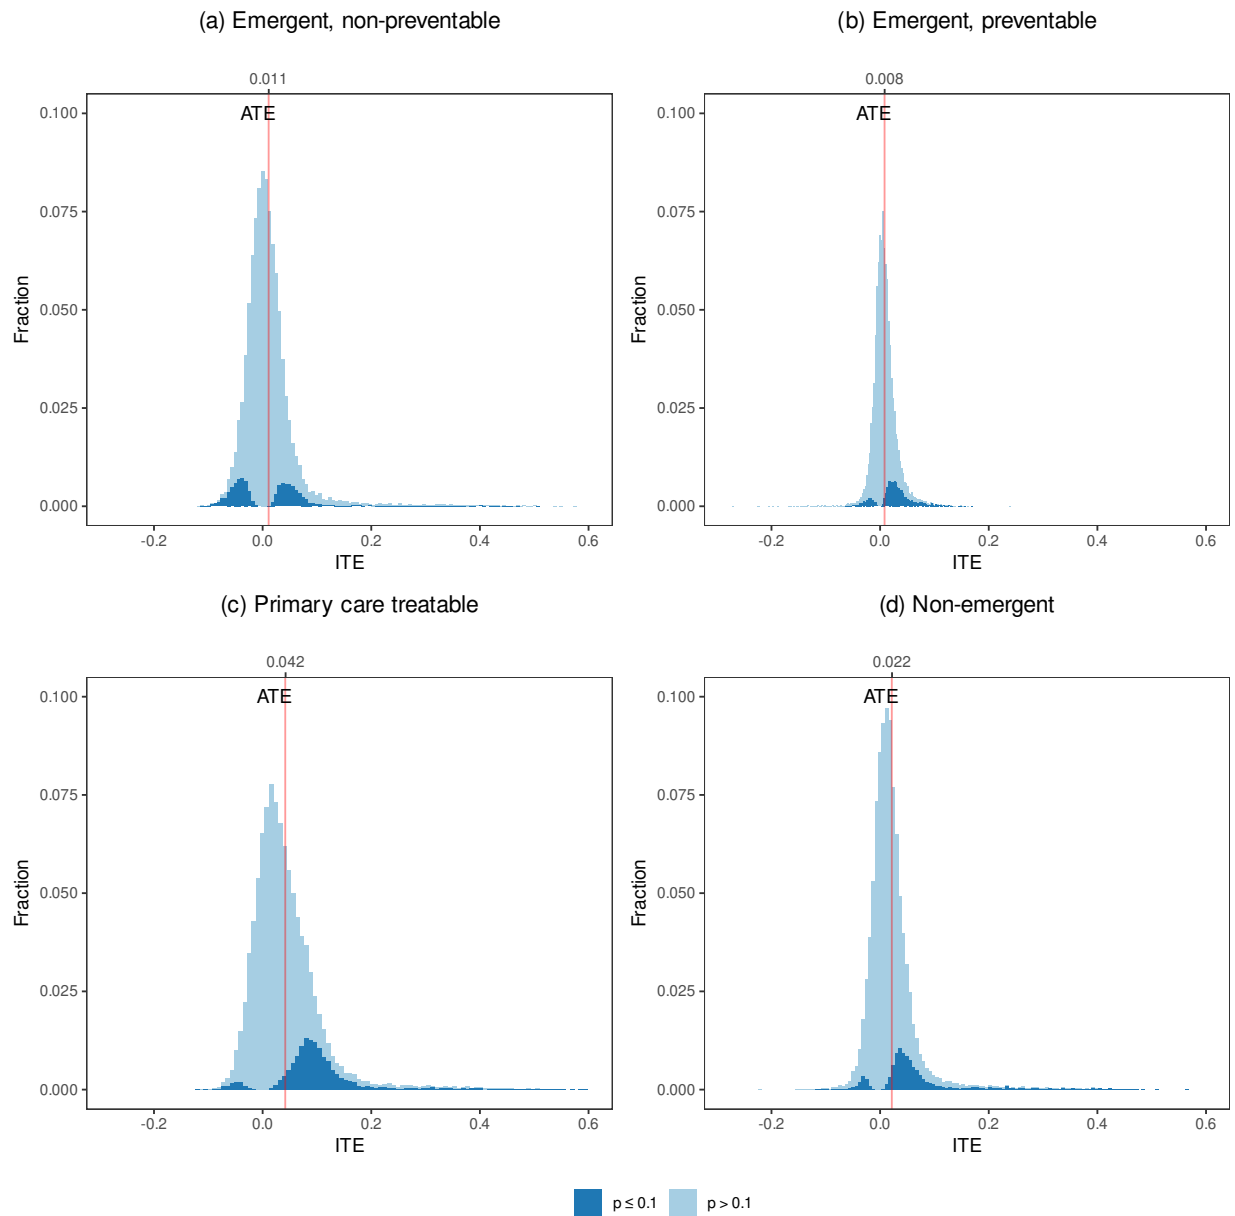 (a) Emergent, non-preventable
0.011
ATE
0.100
0.075
0.050
0.025
0.000
Fraction
-0.2 0.0 0.2 0.4 0.6
ITE
(b) Emergent, preventable
0.008
ATE
0.100
0.075
0.050
0.025
0.000
Fraction
-0.2 0.0 0.2 0.4 0.6
ITE
(c) Primary care treatable
0.042
ATE
0.100
0.075
0.050
0.025
0.000
Fraction
-0.2 0.0 0.2 0.4 0.6
ITE
(d) Non-emergent
0.022
ATE
0.100
0.075
0.050
0.025
0.000
Fraction
-0.2 0.0 0.2 0.4 0.6
ITE
p ≤ 0.1 p > 0.1